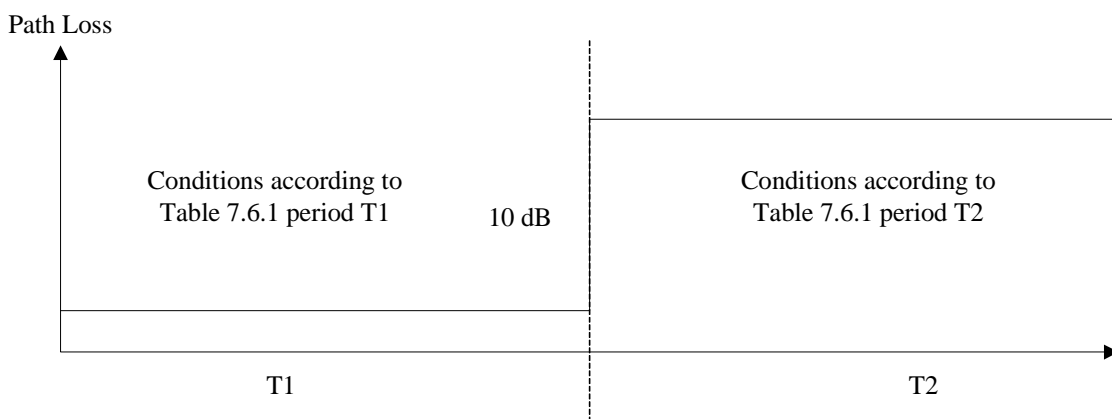 Path Loss
Conditions according to
Table 7.6.1 period T1
10 dB
Conditions according to
Table 7.6.1 period T2
T1
T2